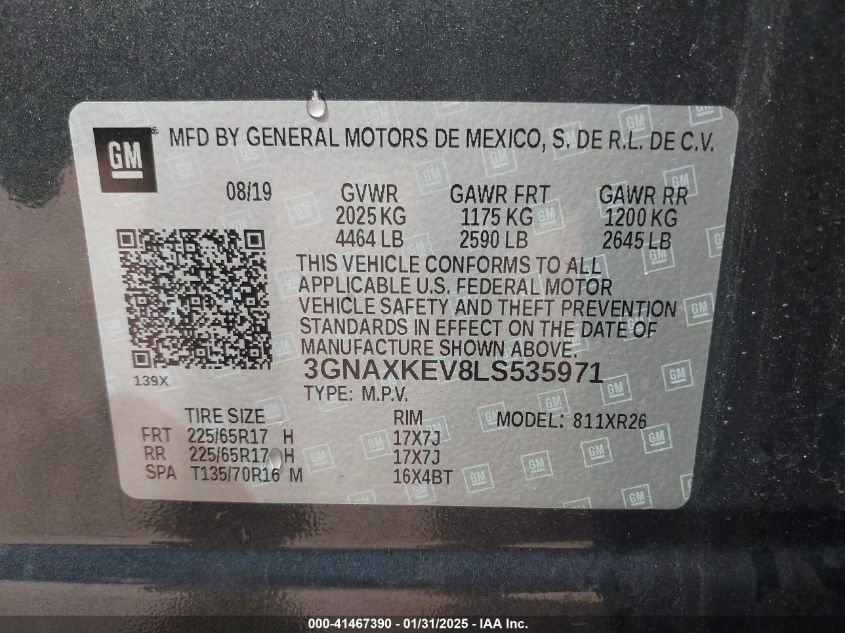 GM
MFD BY GENERAL MOTORS DE MEXICO, S. DE R.L. DE C.V.
08/19 GVWR GAWR FRT GAWR RR
2025 KG 1175 KG 1200 KG
4464 LB 2590 LB 2645 LB
THIS VEHICLE CONFORMS TO ALL
APPLICABLE U.S. FEDERAL MOTOR
VEHICLE SAFETY AND THEFT PREVENTION
STANDARDS IN EFFECT ON THE DATE OF
MANUFACTURE SHOWN ABOVE.
139X
3GNAXKEV8LS535971
TYPE: M.P.V.
TIRE SIZE RIM MODEL: 811XR26
FRT 225/65R17 H 17X7J
RR 225/65R17 H 17X7J
SPA T135/70R16 M 16X4BT
000-41467390 - 01/31/2025 - IAA Inc.